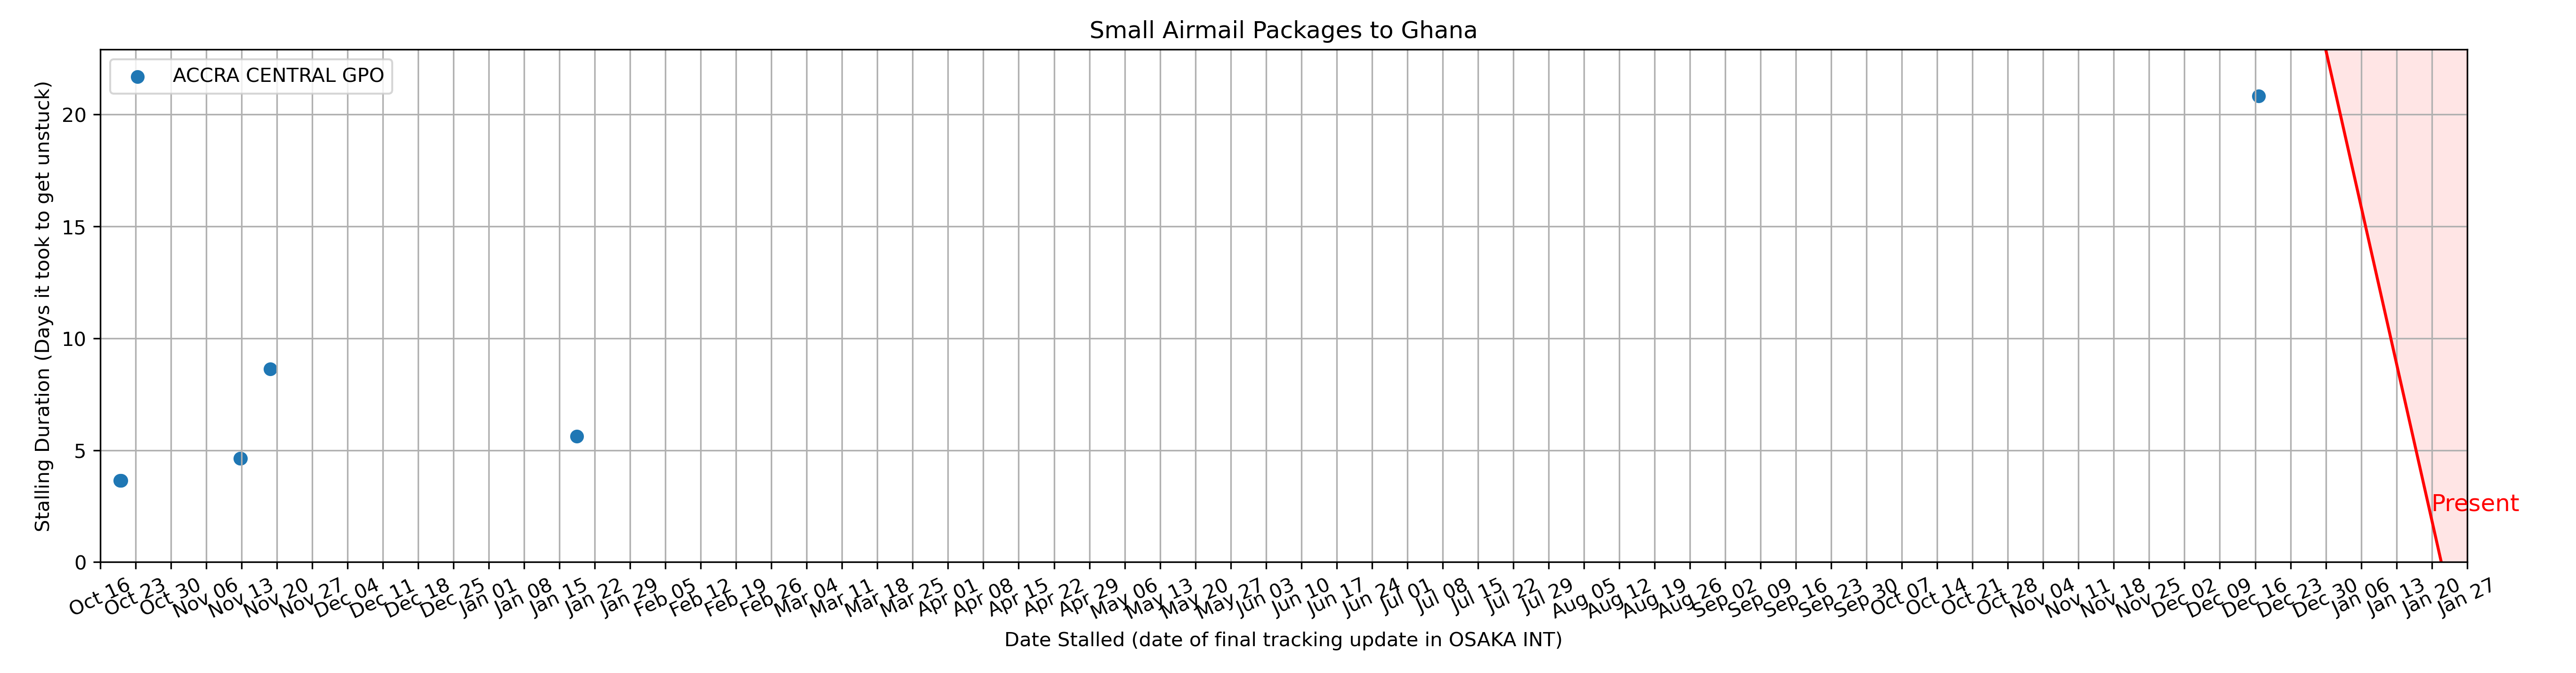 Small Airmail Packages to Ghana
ACCRA CENTRAL GPO
Stalling Duration (Days it took to get unstuck)
20
15
10
5
0
Present
Oct 16
Oct 23
Oct 30
Nov 06
Nov 13
Nov 20
Nov 27
Dec 04
Dec 11
Dec 18
Dec 25
Jan 01
Jan 08
Jan 15
Jan 22
Jan 29
Feb 05
Feb 12
Feb 19
Feb 26
Mar 04
Mar 11
Mar 18
Mar 25
Apr 01
Apr 08
Apr 15
Apr 22
Apr 29
May 06
May 13
May 20
May 27
Jun 03
Jun 10
Jun 17
Jun 24
Jul 01
Jul 08
Jul 15
Jul 22
Jul 29
Aug 05
Aug 12
Aug 19
Aug 26
Sep 02
Sep 09
Sep 16
Sep 23
Sep 30
Oct 07
Oct 14
Oct 21
Oct 28
Nov 04
Nov 11
Nov 18
Nov 25
Dec 02
Dec 09
Dec 16
Dec 23
Dec 30
Jan 06
Jan 13
Jan 20
Jan 27
Date Stalled (date of final tracking update in OSAKA INT)